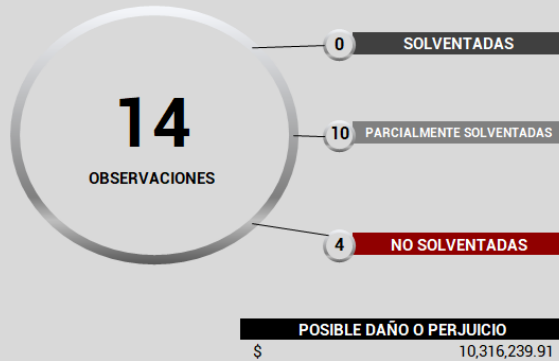 14
OBSERVACIONES
0 SOLVENTADAS
10 PARCIALMENTE SOLVENTADAS
4 NO SOLVENTADAS
POSIBLE DAÑO O PERJUICIO
$ 10,316,239.91